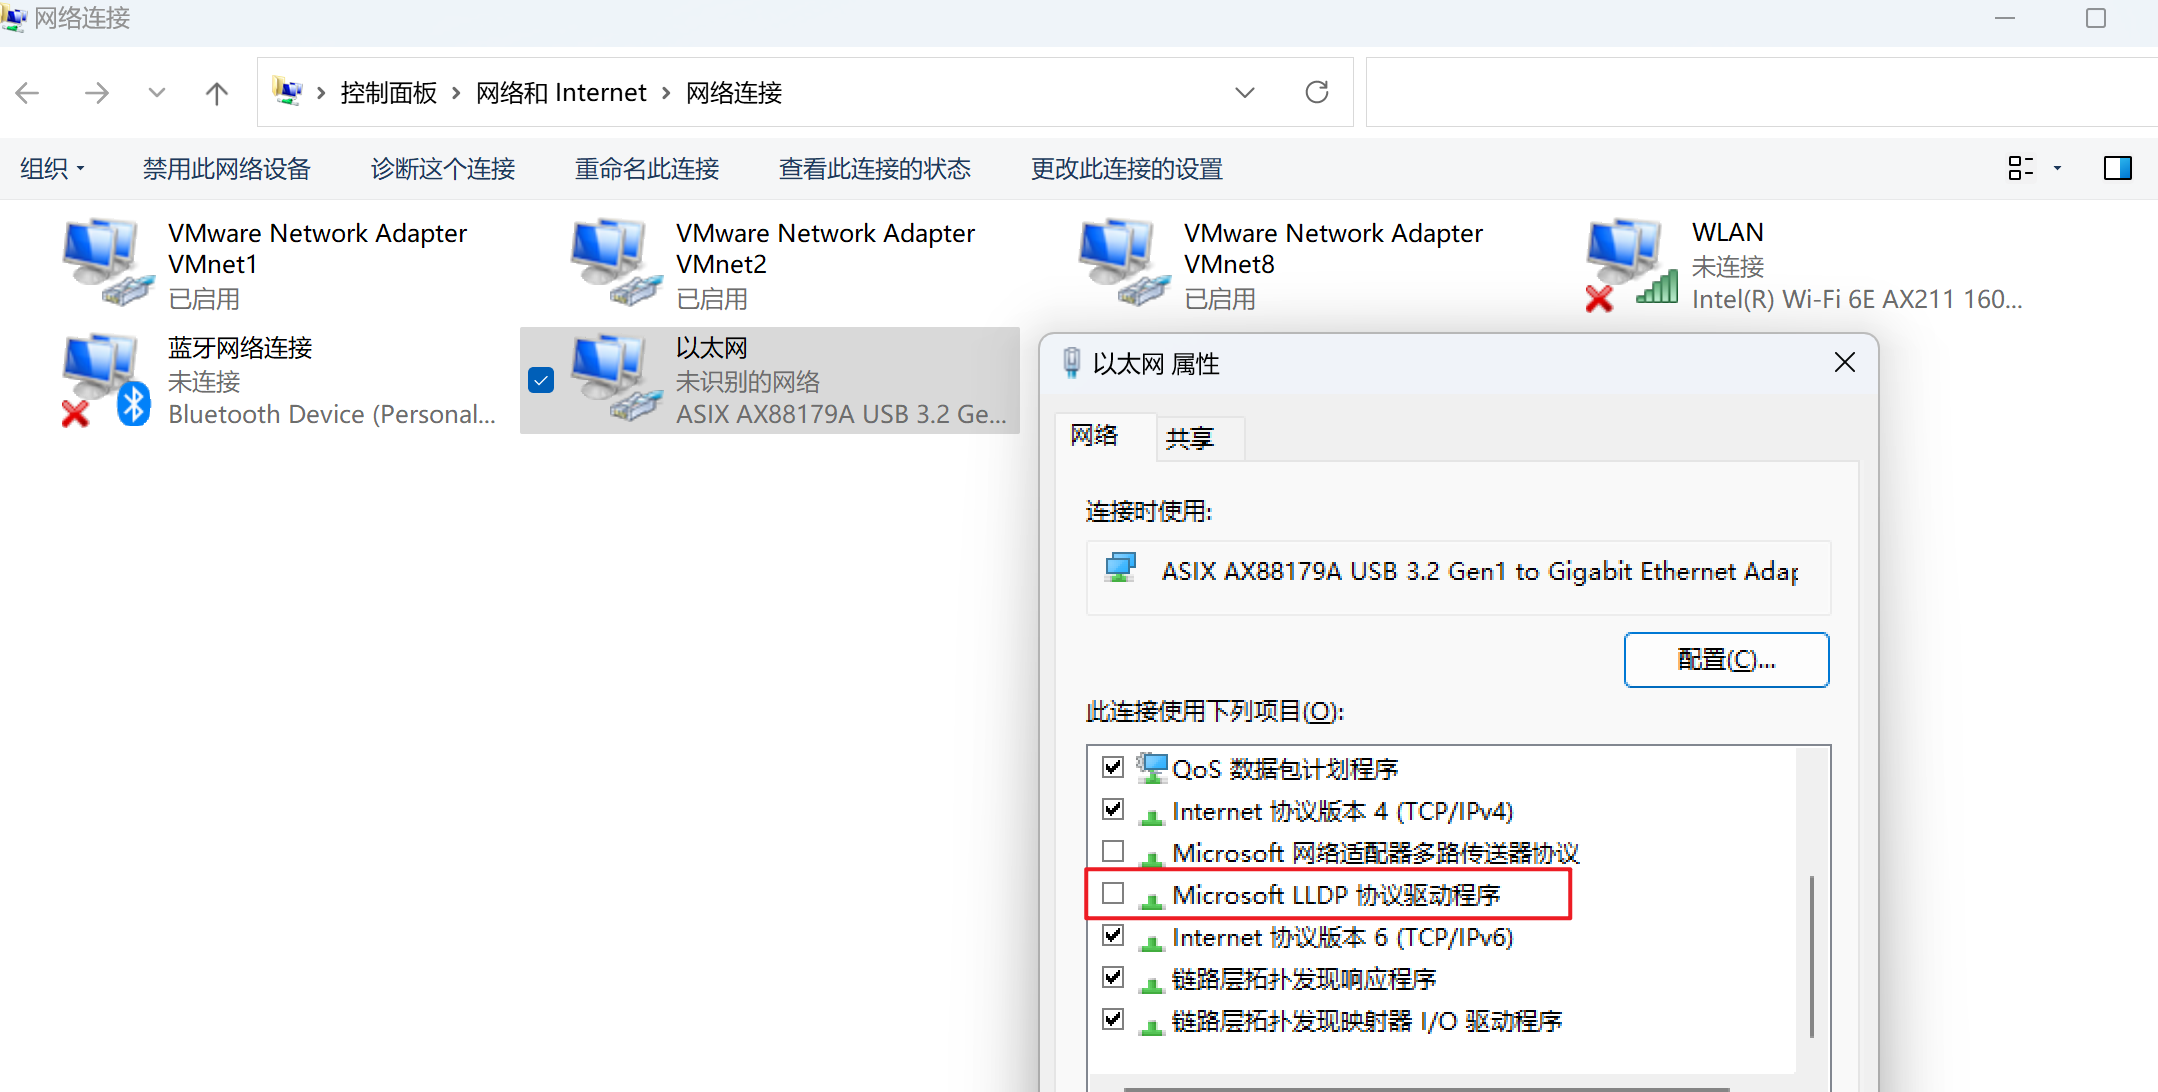 网络连接
控制面板 › 网络和 Internet › 网络连接
组织 禁用此网络设备 诊断这个连接 重命名此连接 查看此连接的状态 更改此连接的设置
VMware Network Adapter VMnet1
已启用
VMware Network Adapter VMnet2
已启用
VMware Network Adapter VMnet8
已启用
WLAN
未连接
Intel(R) Wi-Fi 6E AX211 160...
蓝牙网络连接
未连接
Bluetooth Device (Personal...
以太网
未识别的网络
ASIX AX88179A USB 3.2 Ge...
以太网 属性
网络 共享
连接时使用:
ASIX AX88179A USB 3.2 Gen1 to Gigabit Ethernet Adap
配置(C)...
此连接使用下列项目(O):
QoS 数据包计划程序
Internet 协议版本 4 (TCP/IPv4)
Microsoft 网络适配器多路传送器协议
Microsoft LLDP 协议驱动程序
Internet 协议版本 6 (TCP/IPv6)
链路层拓扑发现响应程序
链路层拓扑发现映射器 I/O 驱动程序